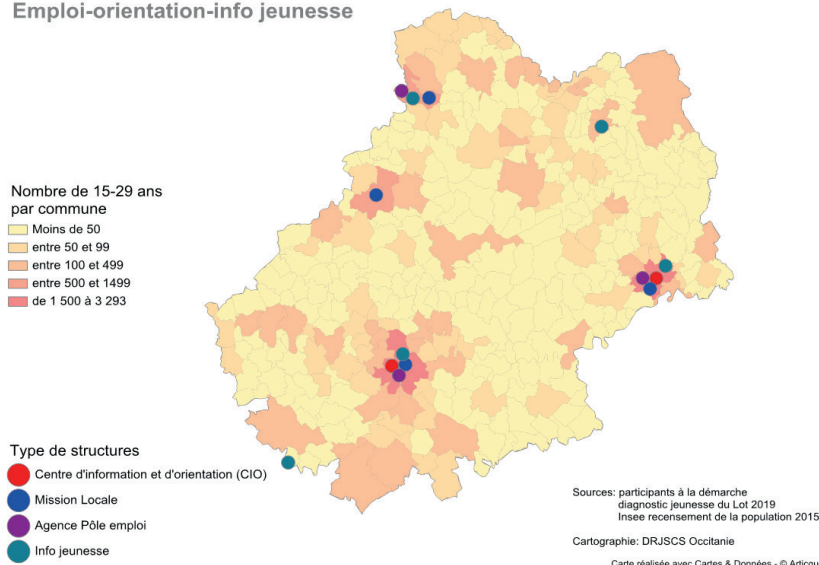 Emploi-orientation-info jeunesse
Nombre de 15-29 ans
par commune
Moins de 50
entre 50 et 99
entre 100 et 499
entre 500 et 1499
de 1 500 à 3 293
Type de structures
Centre d'information et d'orientation (CIO)
Mission Locale
Agence Pôle emploi
Info jeunesse
Sources: participants à la démarche
diagnostic jeunesse du Lot 2019
Insee recensement de la population 2015
Cartographie: DRJSCS Occitanie
Carte réalisée avec Cartes & Données - © Artiqu